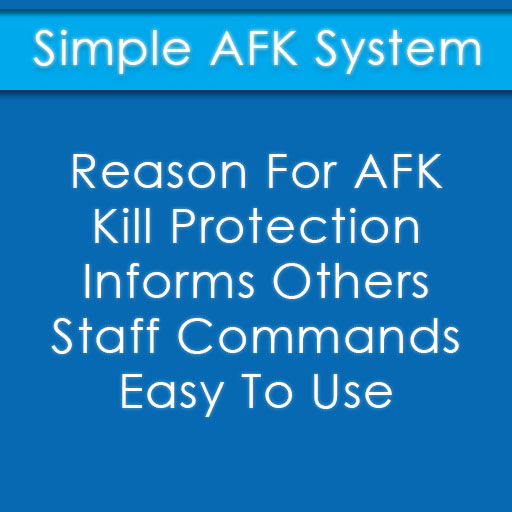 Simple AFK System
Reason For AFK
Kill Protection
Informs Others
Staff Commands
Easy To Use